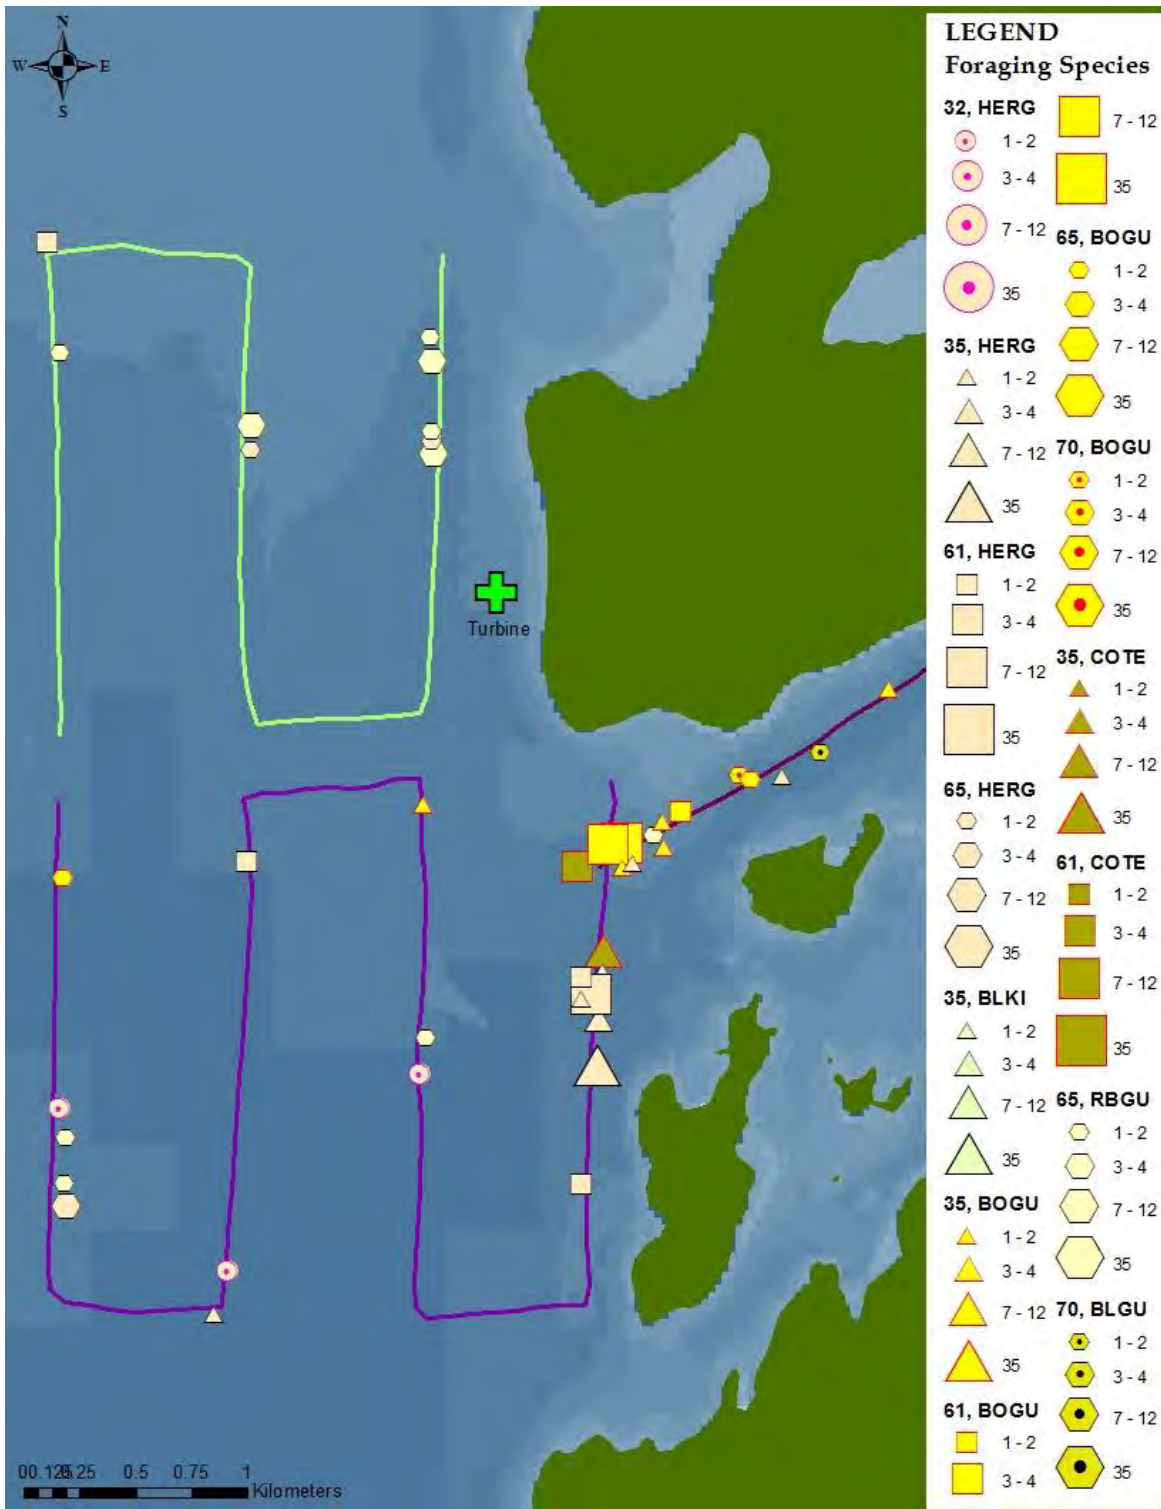 N
W
E
S
Turbine
00.125
0.25
0.5
0.75
1
Kilometers
LEGEND
Foraging Species
32, HERG
1 - 2
3 - 4
7 - 12
35
35, HERG
1 - 2
3 - 4
7 - 12
35
61, HERG
1 - 2
3 - 4
7 - 12
35
65, HERG
1 - 2
3 - 4
7 - 12
35
35, BLKI
1 - 2
3 - 4
7 - 12
35
35, BOGU
1 - 2
3 - 4
7 - 12
35
61, BOGU
1 - 2
3 - 4
7 - 12
35
65, BOGU
1 - 2
3 - 4
7 - 12
35
70, BOGU
1 - 2
3 - 4
7 - 12
35
35, COTE
1 - 2
3 - 4
7 - 12
35
61, COTE
1 - 2
3 - 4
7 - 12
35
65, RBGU
1 - 2
3 - 4
7 - 12
35
70, BLGU
1 - 2
3 - 4
7 - 12
35